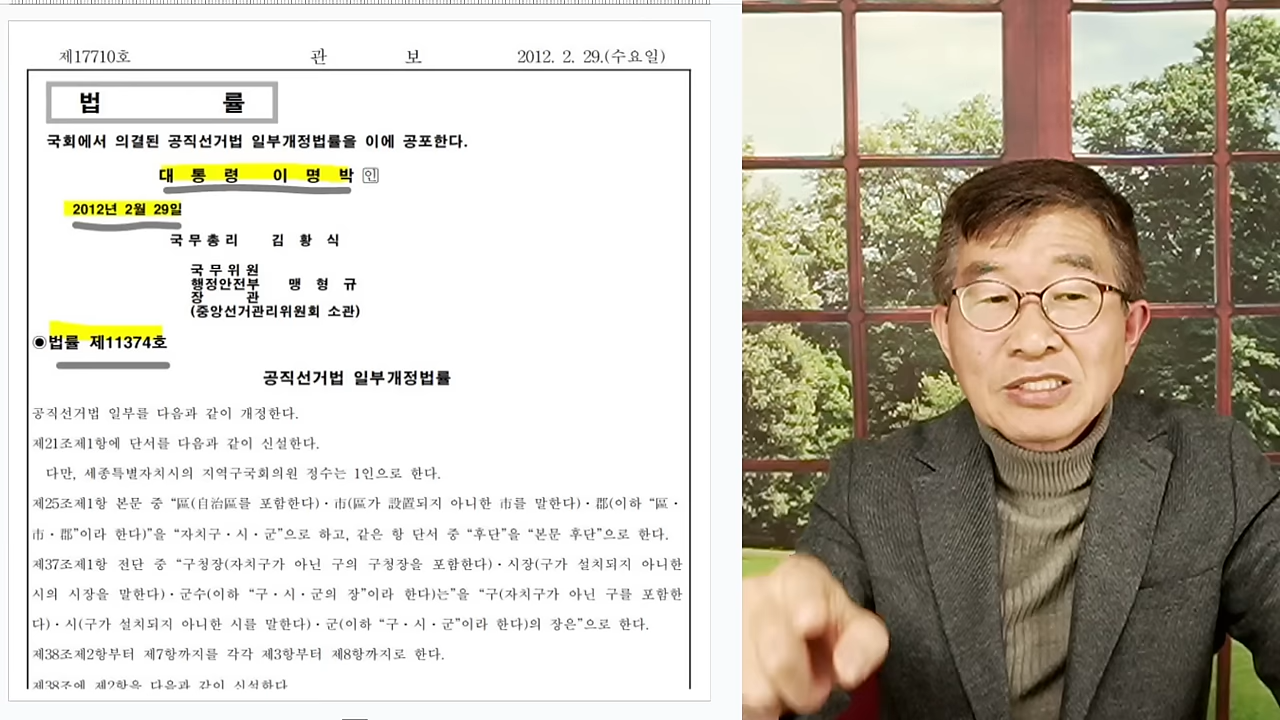 제17710호 관 보 2012. 2. 29.(수요일)
법 률
국회에서 의결된 공직선거법 일부개정법률을 이에 공포한다.
대 통 령 이 명 박 인
2012년 2월 29일
국 무 총 리 김 황 식
국 무 위 원
행정안전부 맹 형 규
장 관
(중앙선거관리위원회 소관)
◉법률 제11374호
공직선거법 일부개정법률
공직선거법 일부를 다음과 같이 개정한다.
제21조제1항에 단서를 다음과 같이 신설한다.
다만, 세종특별자치시의 지역구국회의원 정수는 1인으로 한다.
제25조제1항 본문 중 “區(自治區를 포함한다)·市(區가 設置되지 아니한 市를 말한다)·郡(이하 “區·
市·郡”이라 한다)”을 “자치구·시·군”으로 하고, 같은 항 단서 중 “후단”을 “본문 후단”으로 한다.
제37조제1항 전단 중 “구청장(자치구가 아닌 구의 구청장을 포함한다)·시장(구가 설치되지 아니한
시의 시장을 말한다)·군수(이하 “구·시·군의 장”이라 한다)는”을 “구(자치구가 아닌 구를 포함한
다)·시(구가 설치되지 아니한 시를 말한다)·군(이하 “구·시·군”이라 한다)의 장은”으로 한다.
제38조제2항부터 제7항까지를 각각 제3항부터 제8항까지로 한다.
제38조에 제2항을 다음과 같이 신설한다